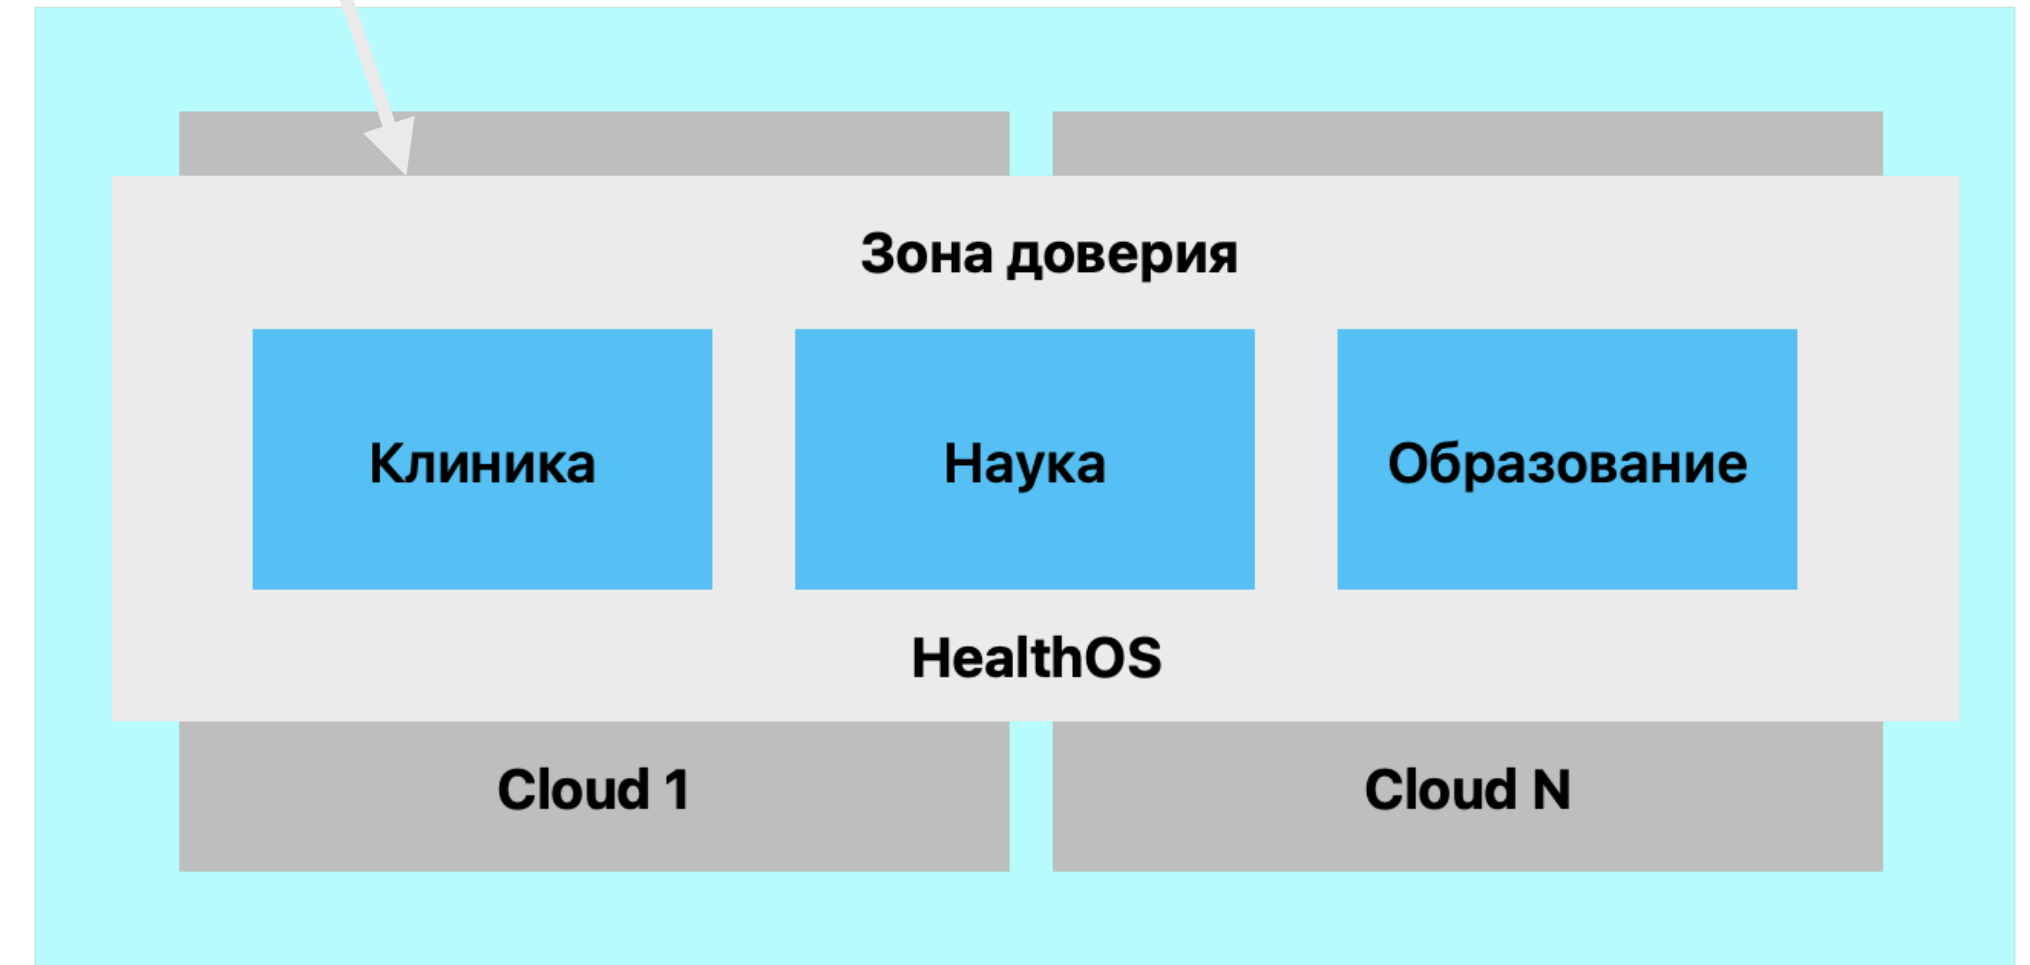 Зона доверия
Клиника
Наука
Образование
HealthOS
Cloud 1
Cloud N